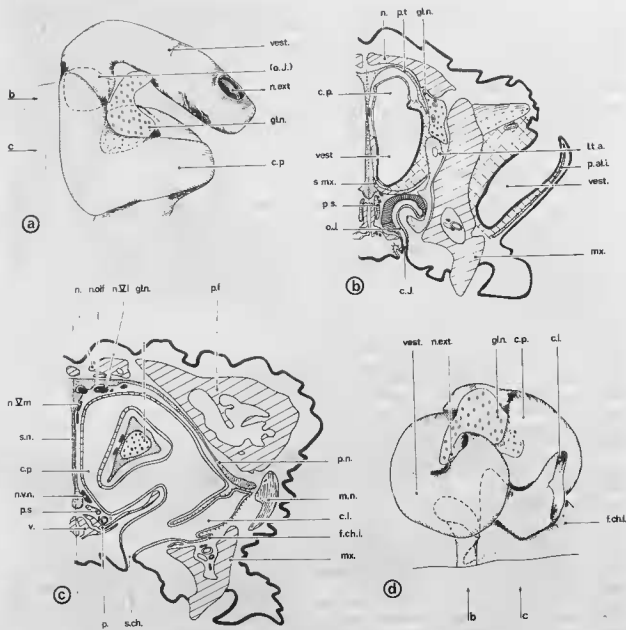 vest.
(o.J.)
n.ext
gl.n.
c.p
b
c
a
n. p.t gl.n.
c.p.
vest
s mx.
p s.
o.J.
c.J.
l.t.a.
p.al.i.
vest.
mx.
b
n. n.olf n.V.l gl.n. p.f
n V m
s.n.
c.p
n.v.n.
p.s
v.
p. s.ch.
p.n.
m.n.
c.l.
f.ch.l.
mx.
c
vest. n.ext. gl.n. c.p. c.l.
f.ch.l.
d
b c